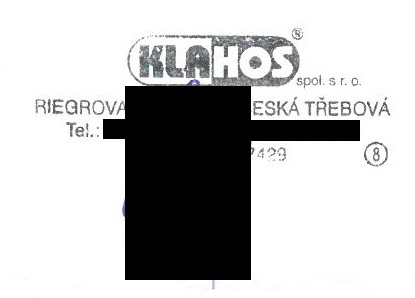 KLAHOS®
spol. s r. o.
RIEGROVA ESKÁ TŘEBOVÁ
Tel.:
7429 8